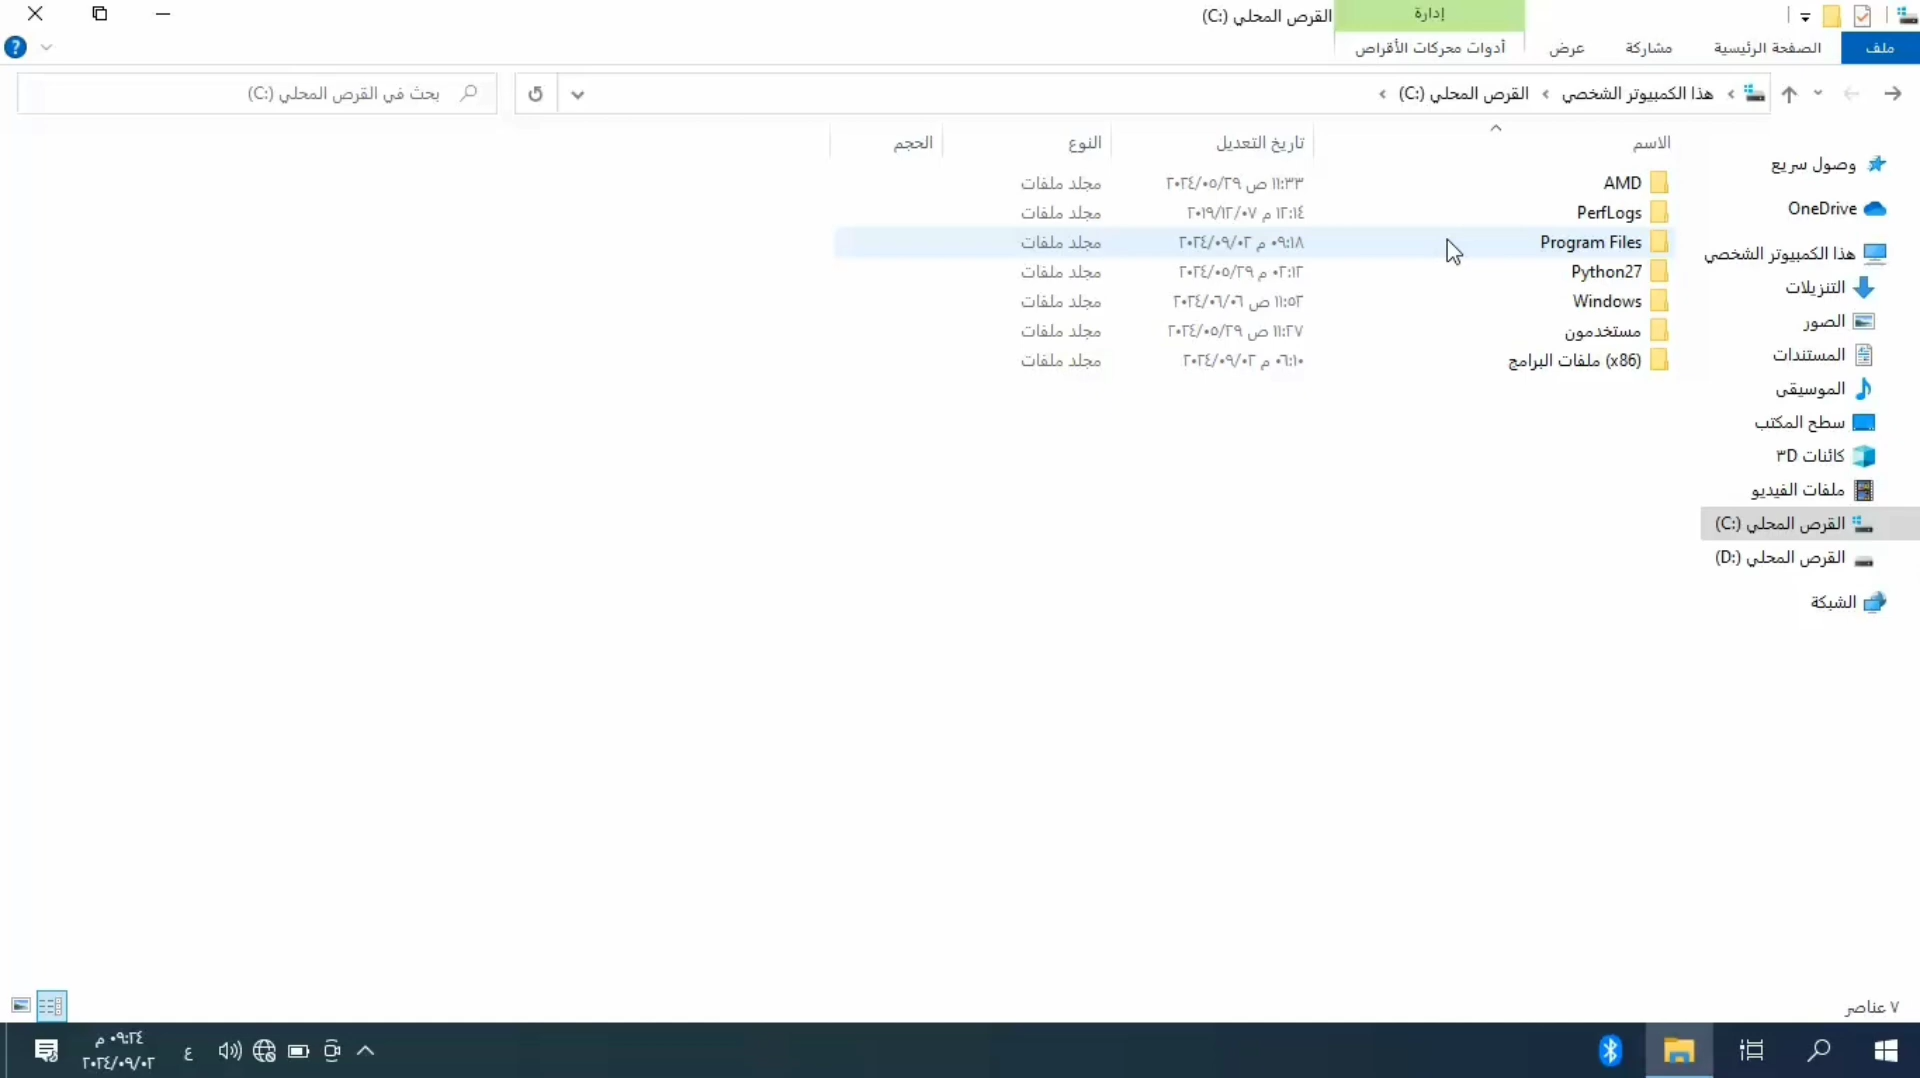 القرص المحلي (C:)
إدارة
ملف
الصفحة الرئيسية
مشاركة
عرض
أدوات محركات الأقراص
?
هذا الكمبيوتر الشخصي › القرص المحلي (C:) ›
بحث في القرص المحلي (C:)
الاسم تاريخ التعديل النوع الحجم
AMD ٢٠٢٤/٠٥/٢٩ ١١:٣٣ ص مجلد ملفات
PerfLogs ٢٠١٩/١٢/٠٧ ١٢:١٤ م مجلد ملفات
Program Files ٢٠٢٤/٠٩/٠٢ ٠٩:١٨ م مجلد ملفات
Python27 ٢٠٢٤/٠٥/٢٩ ٠٢:١٢ م مجلد ملفات
Windows ٢٠٢٤/٠٦/٠٦ ١١:٥٢ ص مجلد ملفات
مستخدمون ٢٠٢٤/٠٥/٢٩ ١١:٢٧ ص مجلد ملفات
ملفات البرامج (x86) ٢٠٢٤/٠٩/٠٢ ٠٦:١٠ م مجلد ملفات
وصول سريع
OneDrive
هذا الكمبيوتر الشخصي
التنزيلات
الصور
المستندات
الموسيقى
سطح المكتب
كائنات ٣D
ملفات الفيديو
القرص المحلي (C:)
القرص المحلي (D:)
الشبكة
٧ عناصر
ع
٠٩:٢٤ م
٢٠٢٤/٠٩/٠٢